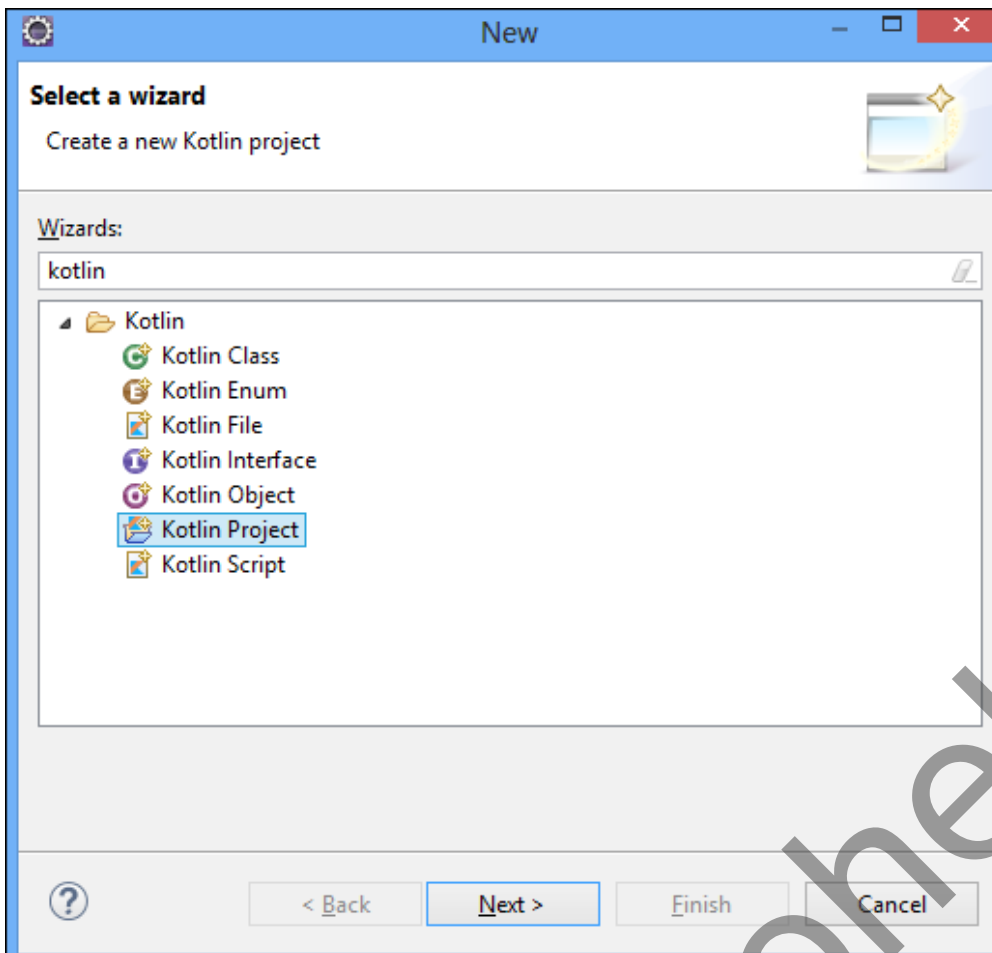 New
Select a wizard
Create a new Kotlin project
Wizards:
kotlin
Kotlin
Kotlin Class
Kotlin Enum
Kotlin File
Kotlin Interface
Kotlin Object
Kotlin Project
Kotlin Script
< Back Next > Finish Cancel